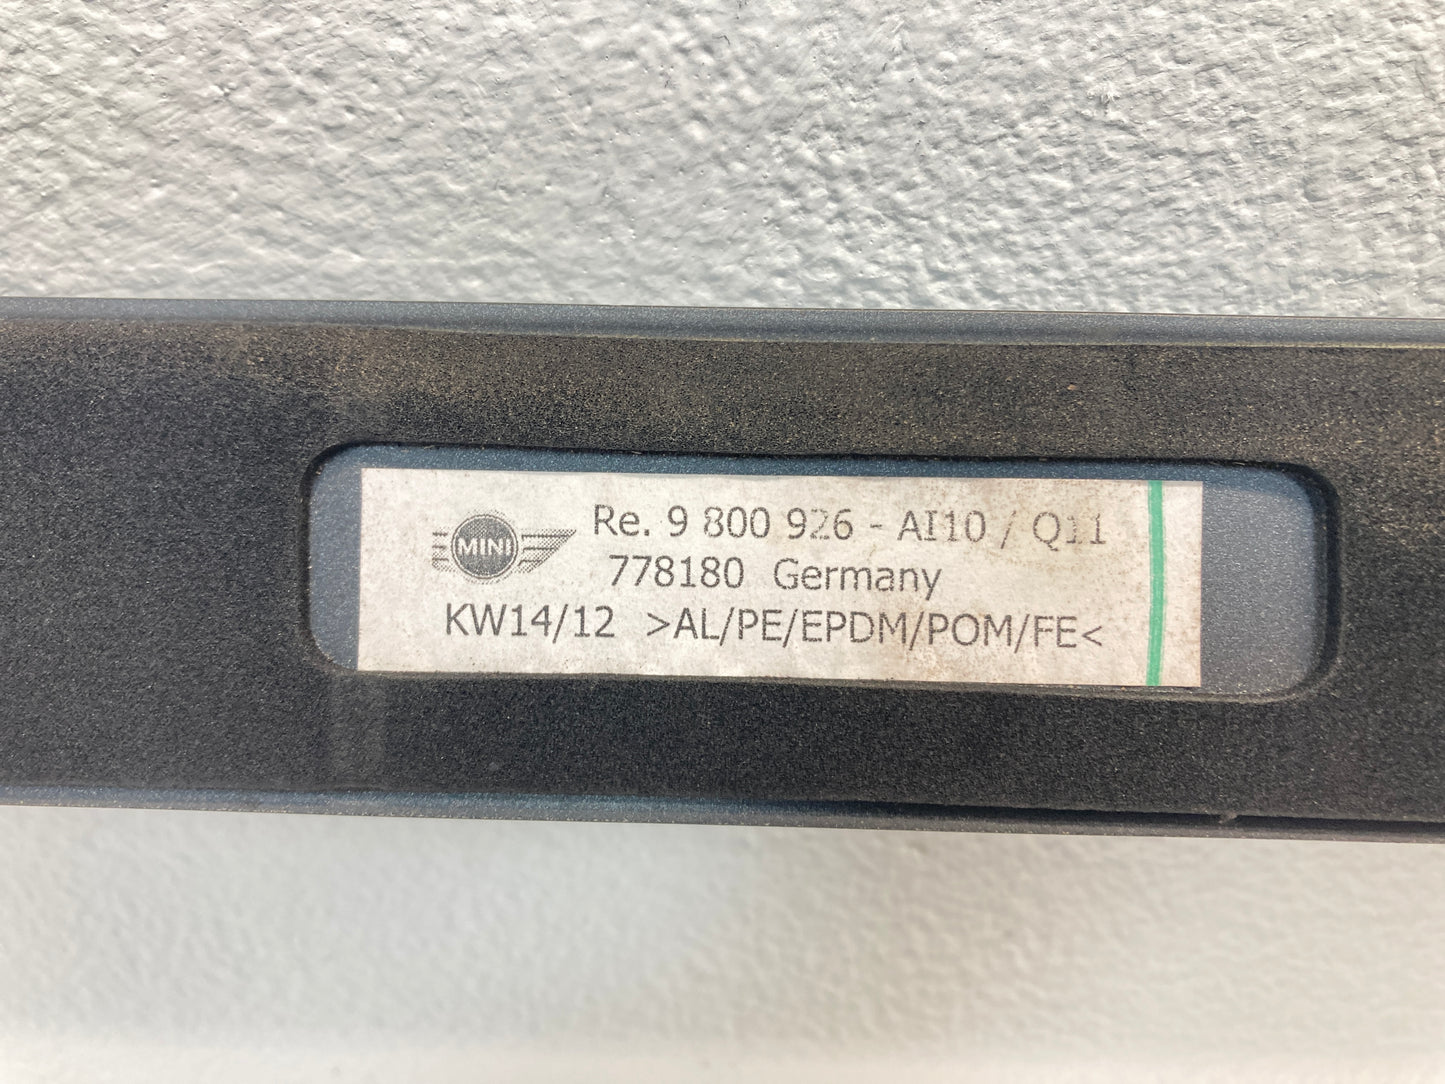 MINI
Re. 9 800 926 - AI10 / Q11
778180 Germany
KW14/12 >AL/PE/EPDM/POM/FE<